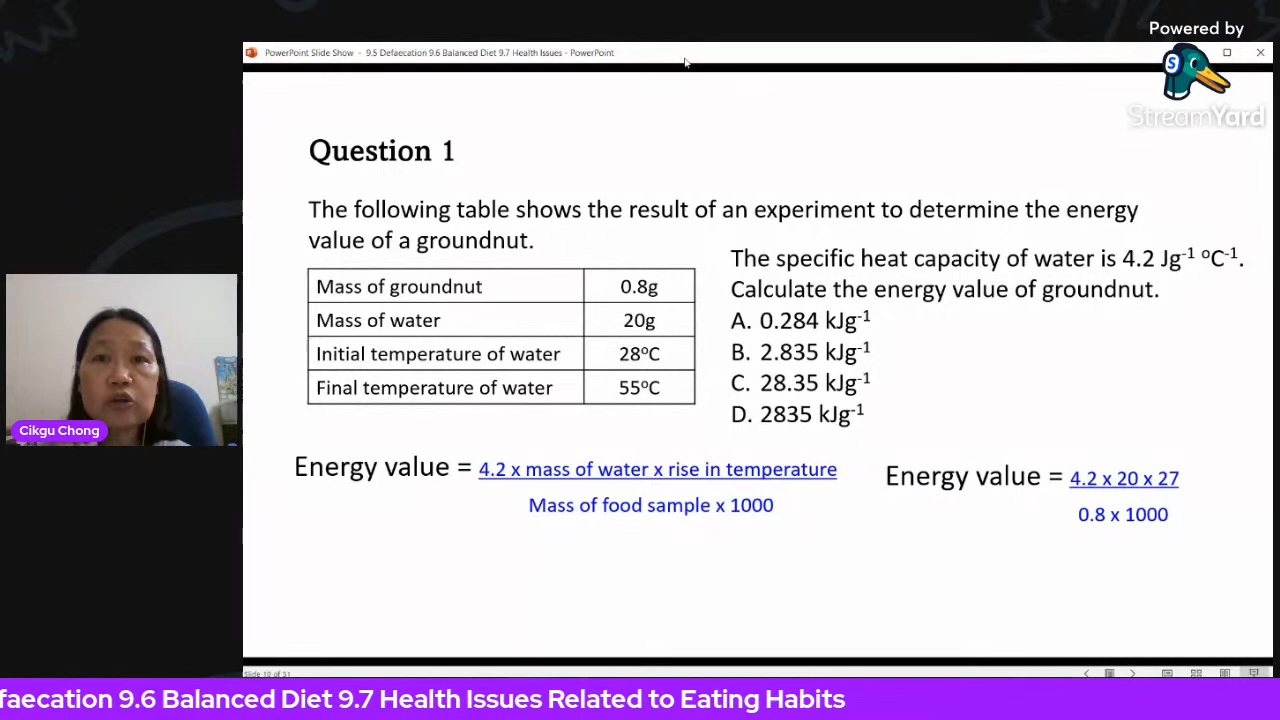 Powered by
StreamYard
PowerPoint Slide Show - 9.5 Defaecation 9.6 Balanced Diet 9.7 Health Issues - PowerPoint
Question 1
The following table shows the result of an experiment to determine the energy
value of a groundnut.
Mass of groundnut 0.8g
Mass of water 20g
Initial temperature of water 28°C
Final temperature of water 55°C
The specific heat capacity of water is 4.2 Jg⁻¹ °C⁻¹.
Calculate the energy value of groundnut.
A. 0.284 kJg⁻¹
B. 2.835 kJg⁻¹
C. 28.35 kJg⁻¹
D. 2835 kJg⁻¹
Energy value = 4.2 x mass of water x rise in temperature
Mass of food sample x 1000
Energy value = 4.2 x 20 x 27
0.8 x 1000
Cikgu Chong
Slide 10 of 31
faecation 9.6 Balanced Diet 9.7 Health Issues Related to Eating Habits